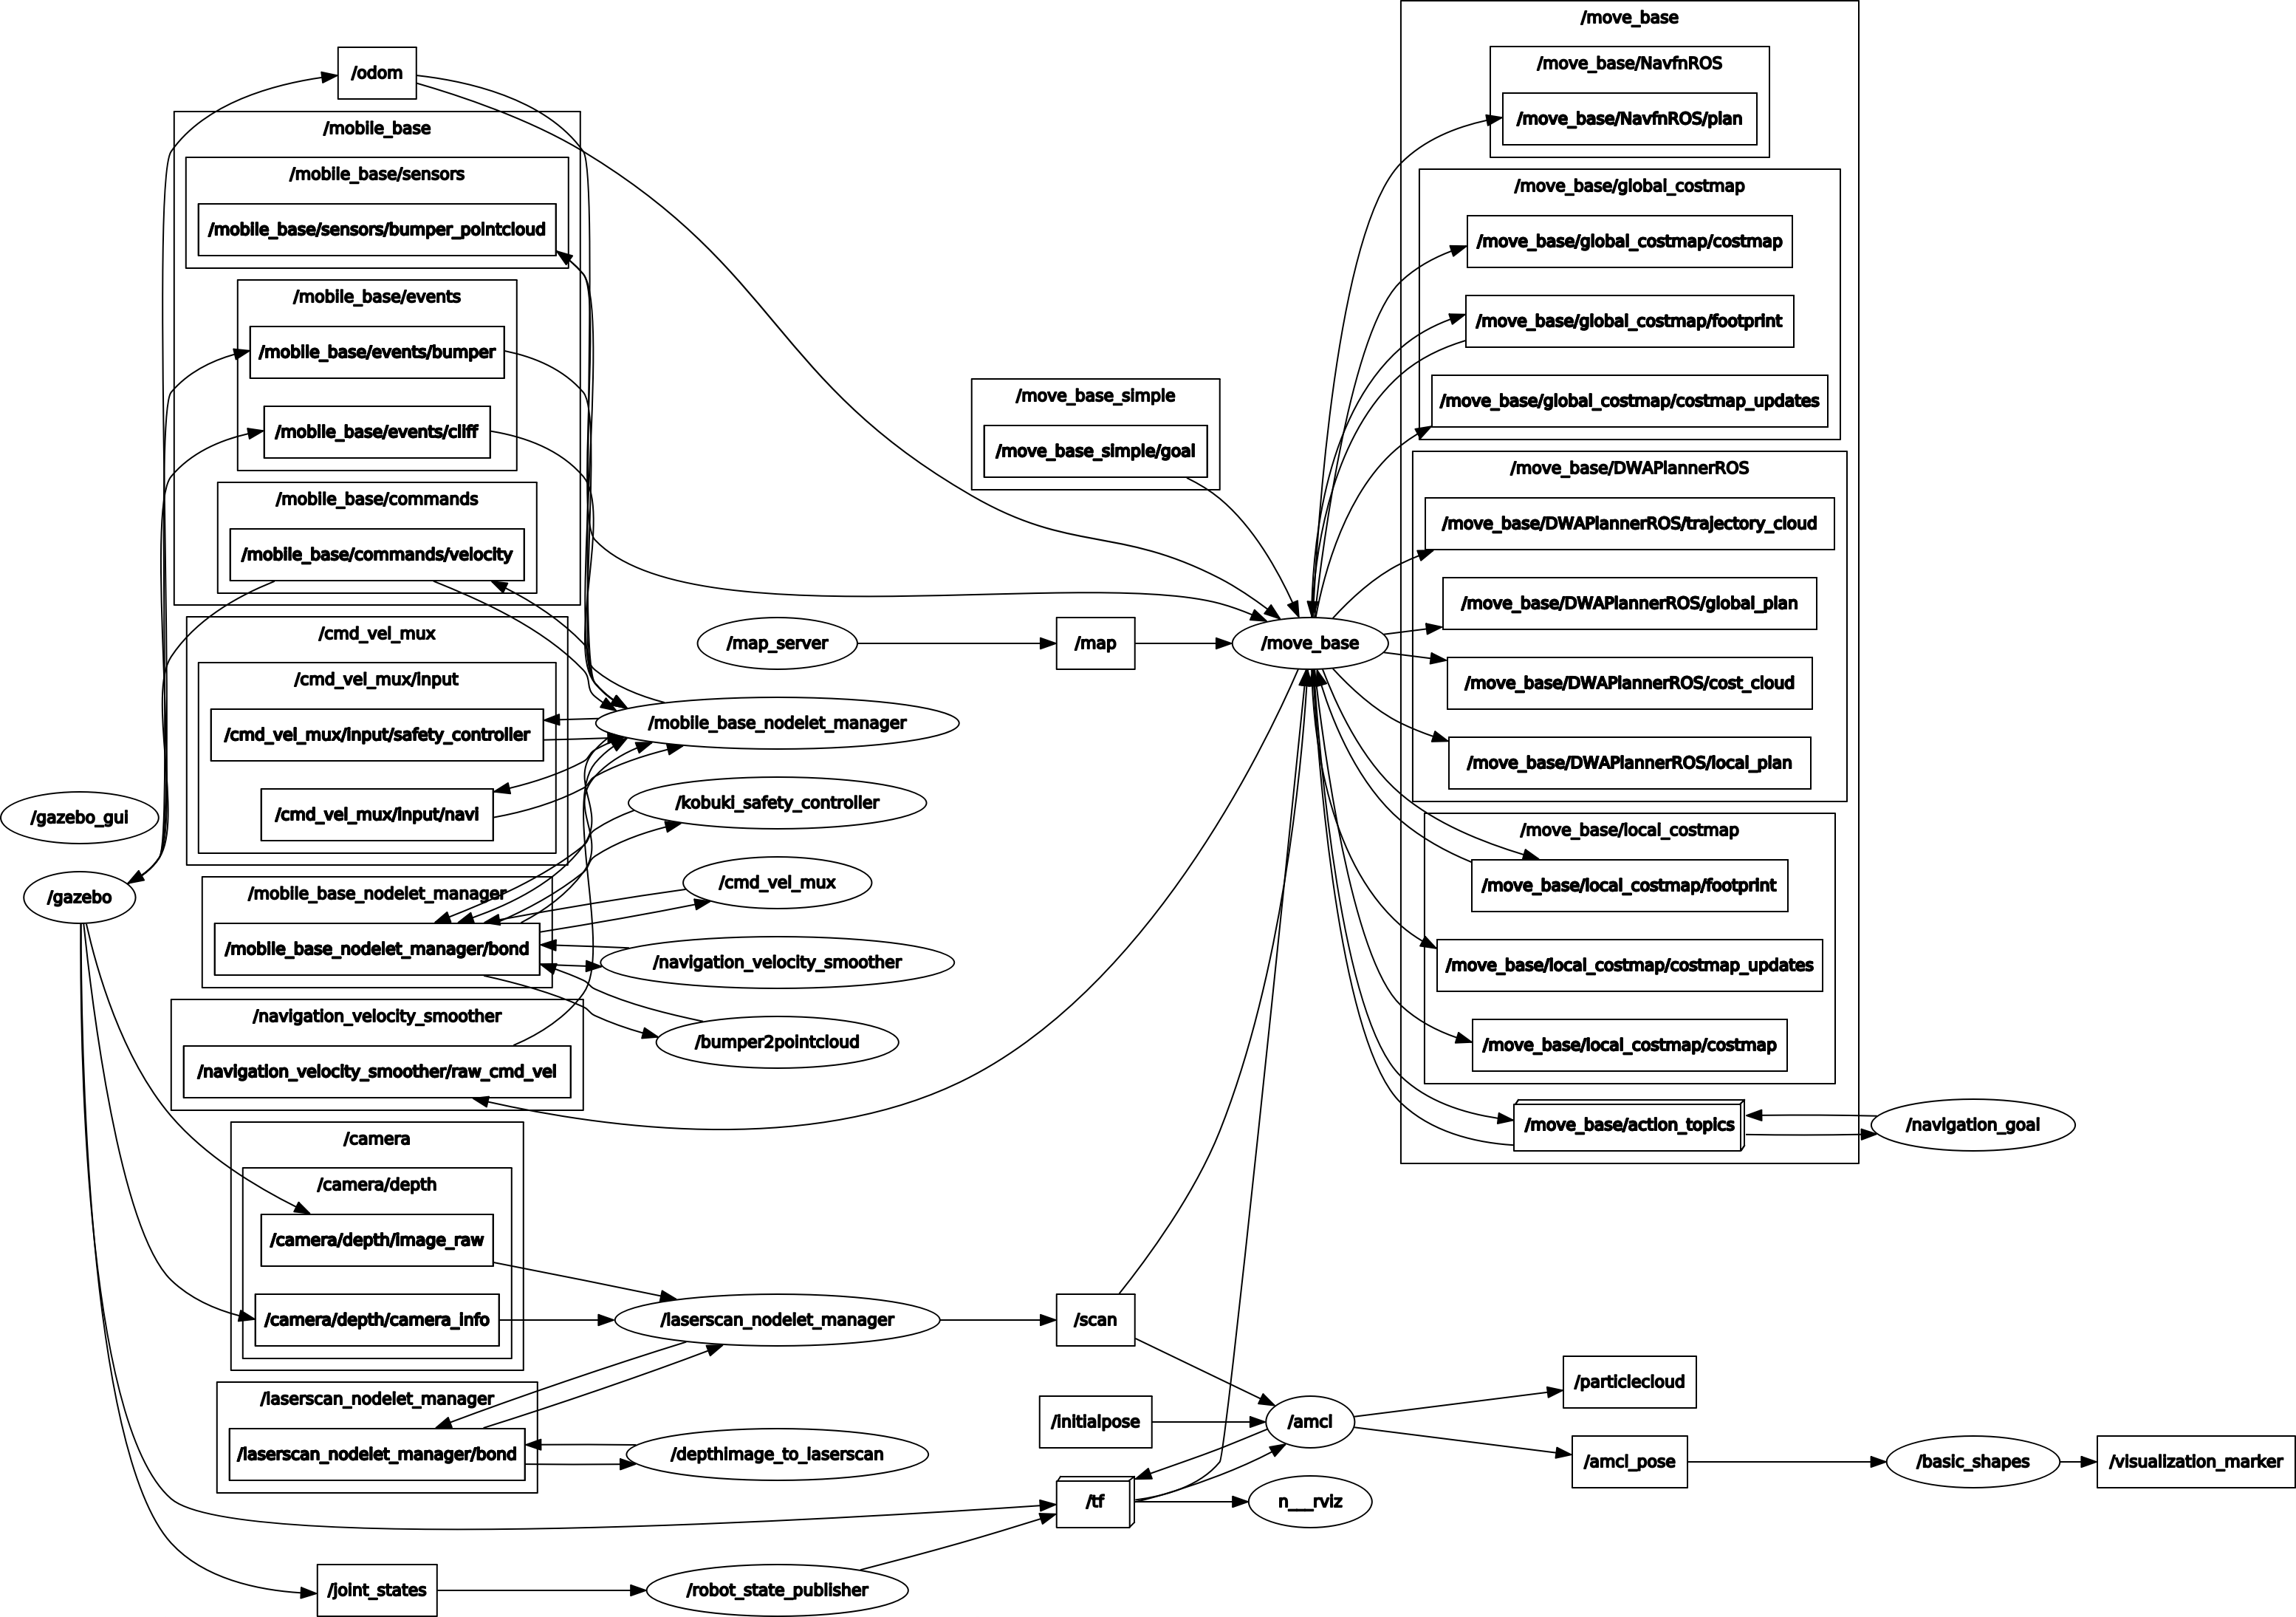 /move_base
/move_base/NavfnROS
/move_base/NavfnROS/plan
/move_base/global_costmap
/move_base/global_costmap/costmap
/move_base/global_costmap/footprint
/move_base/global_costmap/costmap_updates
/move_base/DWAPlannerROS
/move_base/DWAPlannerROS/trajectory_cloud
/move_base/DWAPlannerROS/global_plan
/move_base/DWAPlannerROS/cost_cloud
/move_base/DWAPlannerROS/local_plan
/move_base/local_costmap
/move_base/local_costmap/footprint
/move_base/local_costmap/costmap_updates
/move_base/local_costmap/costmap
/move_base/action_topics
/navigation_goal
/odom
/mobile_base
/mobile_base/sensors
/mobile_base/sensors/bumper_pointcloud
/mobile_base/events
/mobile_base/events/bumper
/mobile_base/events/cliff
/mobile_base/commands
/mobile_base/commands/velocity
/move_base_simple
/move_base_simple/goal
/cmd_vel_mux
/cmd_vel_mux/input
/cmd_vel_mux/input/safety_controller
/cmd_vel_mux/input/navi
/map_server
/map
/move_base
/mobile_base_nodelet_manager
/kobuki_safety_controller
/cmd_vel_mux
/navigation_velocity_smoother
/bumper2pointcloud
/gazebo_gui
/gazebo
/mobile_base_nodelet_manager
/mobile_base_nodelet_manager/bond
/navigation_velocity_smoother
/navigation_velocity_smoother/raw_cmd_vel
/camera
/camera/depth
/camera/depth/image_raw
/camera/depth/camera_info
/laserscan_nodelet_manager
/scan
/laserscan_nodelet_manager
/laserscan_nodelet_manager/bond
/depthimage_to_laserscan
/initialpose
/amcl
/tf
n___rviz
/particlecloud
/amcl_pose
/basic_shapes
/visualization_marker
/joint_states
/robot_state_publisher